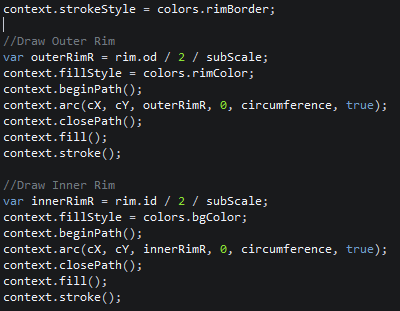 context.strokeStyle = colors.rimBorder;
//Draw Outer Rim
var outerRimR = rim.od / 2 / subScale;
context.fillStyle = colors.rimColor;
context.beginPath();
context.arc(cX, cY, outerRimR, 0, circumference, true);
context.closePath();
context.fill();
context.stroke();
//Draw Inner Rim
var innerRimR = rim.id / 2 / subScale;
context.fillStyle = colors.bgColor;
context.beginPath();
context.arc(cX, cY, innerRimR, 0, circumference, true);
context.closePath();
context.fill();
context.stroke();